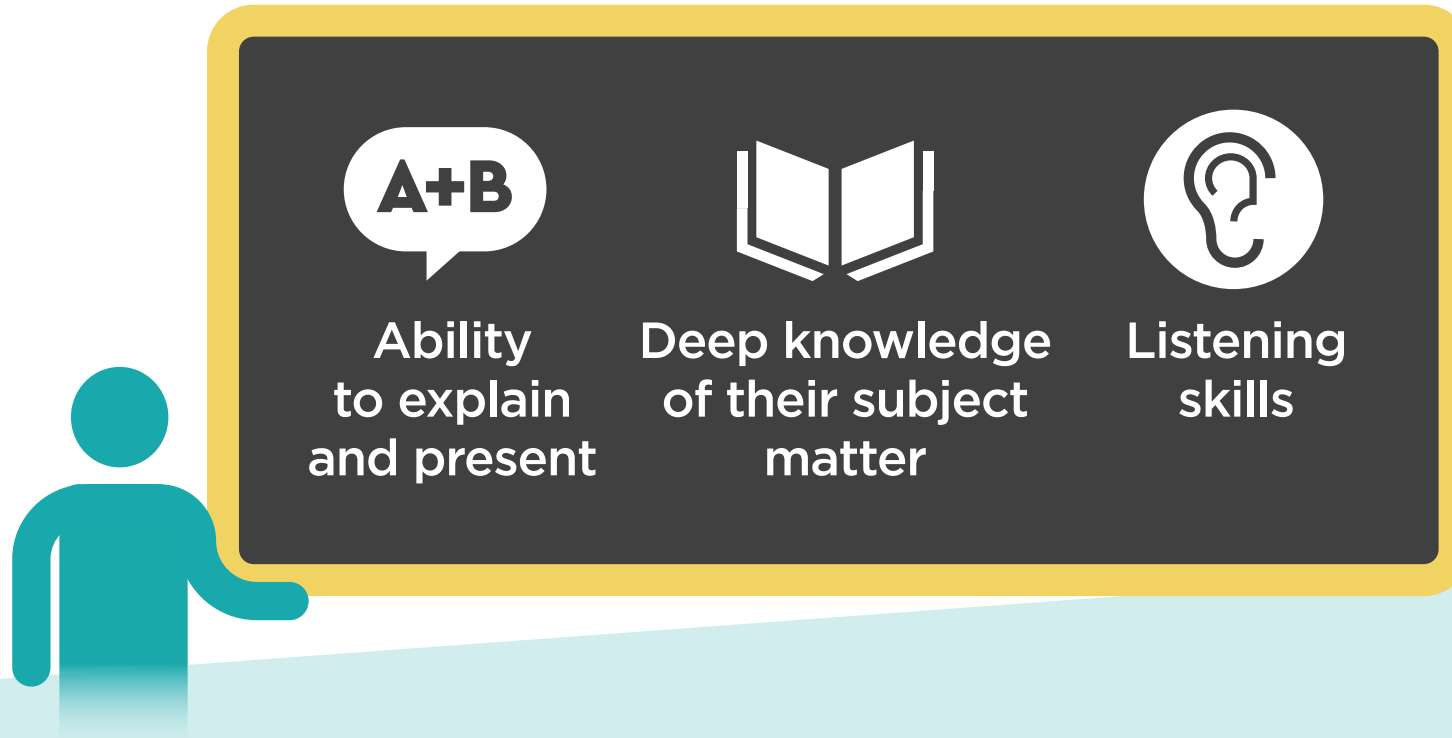 A+B
Ability
to explain
and present
Deep knowledge
of their subject
matter
Listening
skills